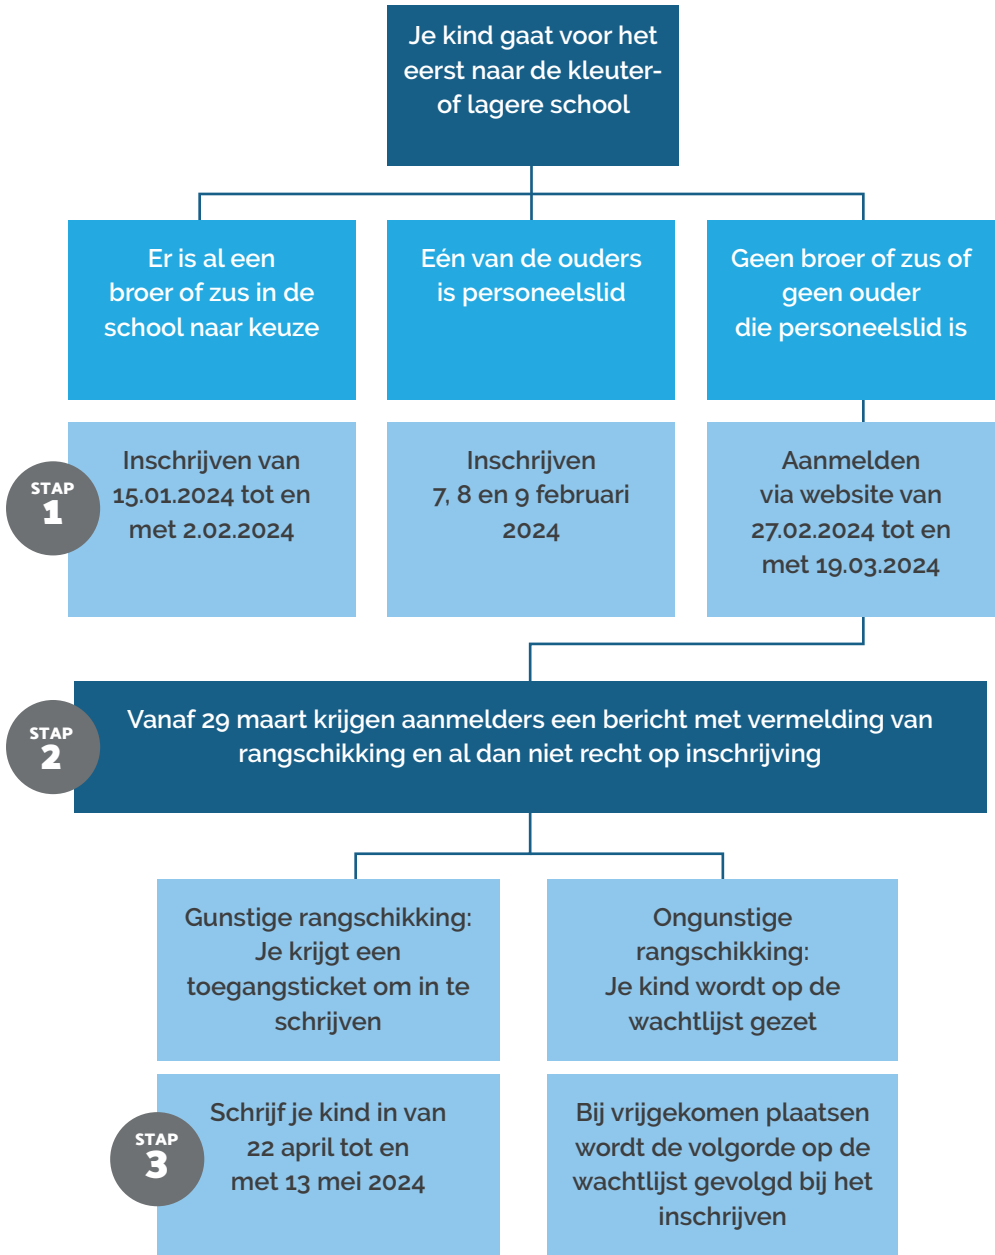 Je kind gaat voor het
eerst naar de kleuter-
of lagere school
Er is al een
broer of zus in de
school naar keuze
Eén van de ouders
is personeelslid
Geen broer of zus of
geen ouder
die personeelslid is
STAP
1
Inschrijven van
15.01.2024 tot en
met 2.02.2024
Inschrijven
7, 8 en 9 februari
2024
Aanmelden
via website van
27.02.2024 tot en
met 19.03.2024
STAP
2
Vanaf 29 maart krijgen aanmelders een bericht met vermelding van
rangschikking en al dan niet recht op inschrijving
Gunstige rangschikking:
Je krijgt een
toegangsticket om in te
schrijven
Ongunstige
rangschikking:
Je kind wordt op de
wachtlijst gezet
STAP
3
Schrijf je kind in van
22 april tot en
met 13 mei 2024
Bij vrijgekomen plaatsen
wordt de volgorde op de
wachtlijst gevolgd bij het
inschrijven